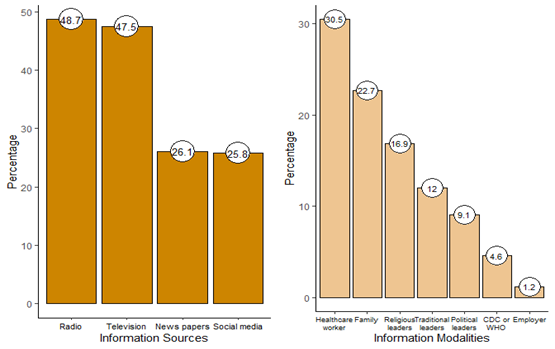 50
40
30
20
10
0
Percentage
48.7
47.5
26.1
25.8
Radio
Television
News papers
Social media
Information Sources
30
20
10
0
Percentage
30.5
22.7
16.9
12
9.1
4.6
1.2
Healthcare
worker
Family
Religious
leaders
Traditional
leaders
Political
leaders
CDC or
WHO
Employer
Information Modalities